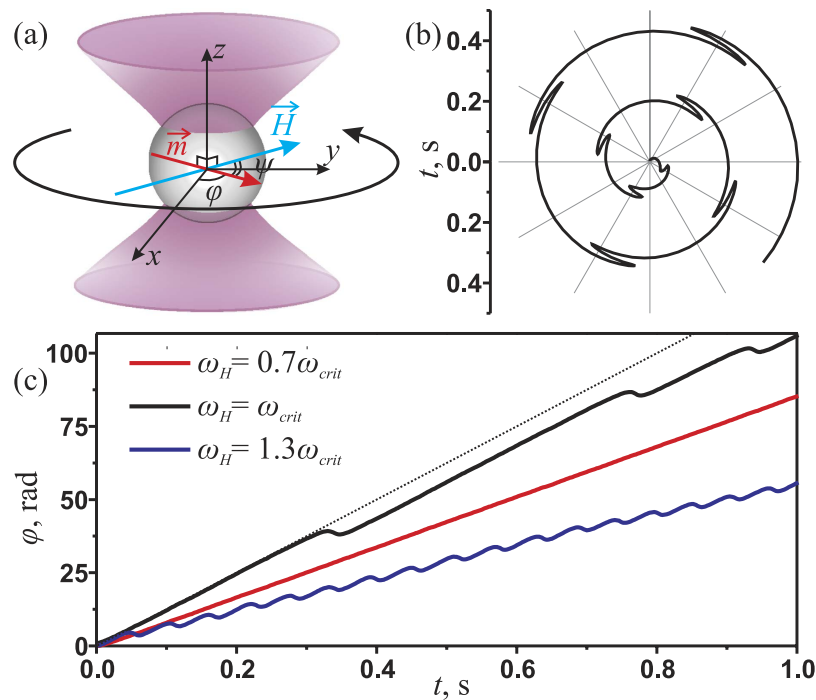 (a)
z
H
m
y
ψ
φ
x
(b)
t, s
0.4
0.2
0.0
0.2
0.4
(c)
φ, rad
100
75
50
25
0
ω_H = 0.7ω_crit
ω_H = ω_crit
ω_H = 1.3ω_crit
0.0 0.2 0.4 0.6 0.8 1.0
t, s